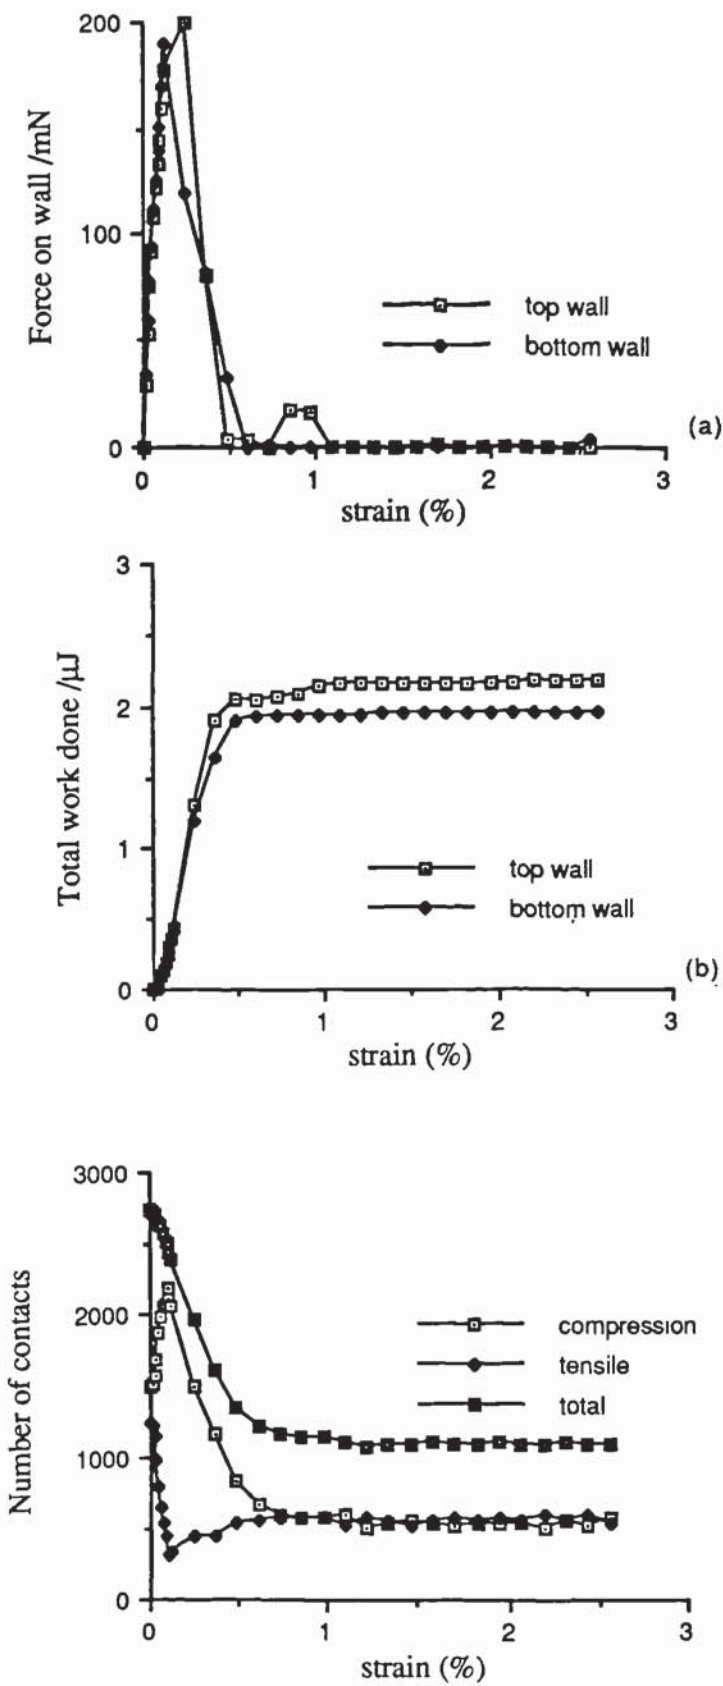 200
100
0
Force on wall /mN
top wall
bottom wall
(a)
0 1 2 3
strain (%)
3
2
1
0
Total work done /µJ
top wall
bottom wall
(b)
0 1 2 3
strain (%)
3000
2000
1000
0
Number of contacts
compression
tensile
total
0 1 2 3
strain (%)